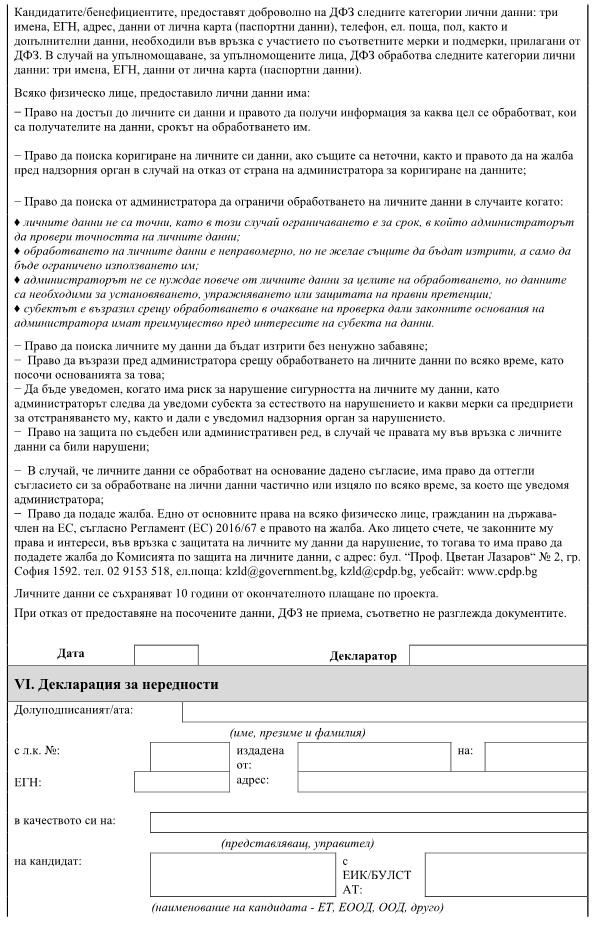 Кандидатите/бенефициентите, предоставят доброволно на ДФЗ следните категории лични данни: три
имена, ЕГН, адрес, данни от лична карта (паспортни данни), телефон, ел. поща, пол, както и
допълнителни данни, необходили във връзка с участието по съответните мерки и подмерки, прилагани от
ДФЗ. В случай на упълномощаване, за упълномощените лица, ДФЗ обработва следните категории лични
данни: три имена, ЕГН, данни от лична карта (паспортни данни).
Всяко физическо лице, предоставило лични данни има:
− Право на достъп до личните си данни и правото да получи информация за каква цел се обработват, кои
са получателите на данни, срокът на обработването им.
− Право да поиска коригиране на личните си данни, ако същите са неточни, както и правото да на жалба
пред надзорния орган в случай на отказ от страна на администратора за коригиране на данните;
− Право да поиска от администратора да ограничи обработването на личните данни в случаите когато:
♦ личните данни не са точни, като в този случай ограничаването е за срок, в който администраторът
да провери точността на личните данни;
♦ обработването на личните данни е неправомерно, но не желае същите да бъдат изтрити, а само да
бъде ограничено използването им;
♦ администраторът не се нуждае повече от личните данни за целите на обработването, но данните
са необходими за установяването, упражняването или защитата на правни претенции;
♦ субектът е възразил срещу обработването в очакване на проверка дали законните основания на
администратора имат преимущество пред интересите на субекта на данни.
− Право да поиска личните му данни да бъдат изтрити без ненужно забавяне;
− Право да възрази пред администратора срещу обработването на личните данни по всяко време, като
посочи основанията за това;
− Да бъде уведомен, когато има риск за нарушение сигурността на личните му данни, като
администраторът следва да уведоми субекта за естеството на нарушението и какви мерки са предприети
за отстраняването му, както и дали е уведомил надзорния орган за нарушението.
− Право на защита по съдебен или административен ред, в случай че правата му във връзка с личните
данни са били нарушени;
− В случай, че личните данни се обработват на основание дадено съгласие, има право да оттегли
съгласието си за обработване на лични данни частично или изцяло по всяко време, за което ще уведомя
администратора;
− Право да подаде жалба. Едно от основните права на всяко физическо лице, гражданин на държава-
член на ЕС, съгласно Регламент (ЕС) 2016/67 е правото на жалба. Ако лицето счете, че законните му
права и интереси, във връзка с защитата на личните му данни да нарушение, то тогава то има право да
подадете жалба до Комисията по защита на личните данни, с адрес: бул. “Проф. Цветан Лазаров“ № 2, гр.
София 1592. тел. 02 9153 518, ел.поща: kzld@government.bg, kzld@cpdp.bg, уебсайт: www.cpdp.bg
Личните данни се съхраняват 10 години от окончателното плащане по проекта.
При отказ от предоставяне на посочените данни, ДФЗ не приема, съответно не разглежда документите.
Дата Декларатор
VI. Декларация за нередности
Долуподписаният/ата:
(име, презиме и фамилия)
с л.к. №: издадена от: на:
ЕГН: адрес:
в качеството си на:
(представляващ, управител)
на кандидат: с ЕИК/БУЛСТ АТ:
(наименование на кандидата - ЕТ, ЕООД, ООД, друго)